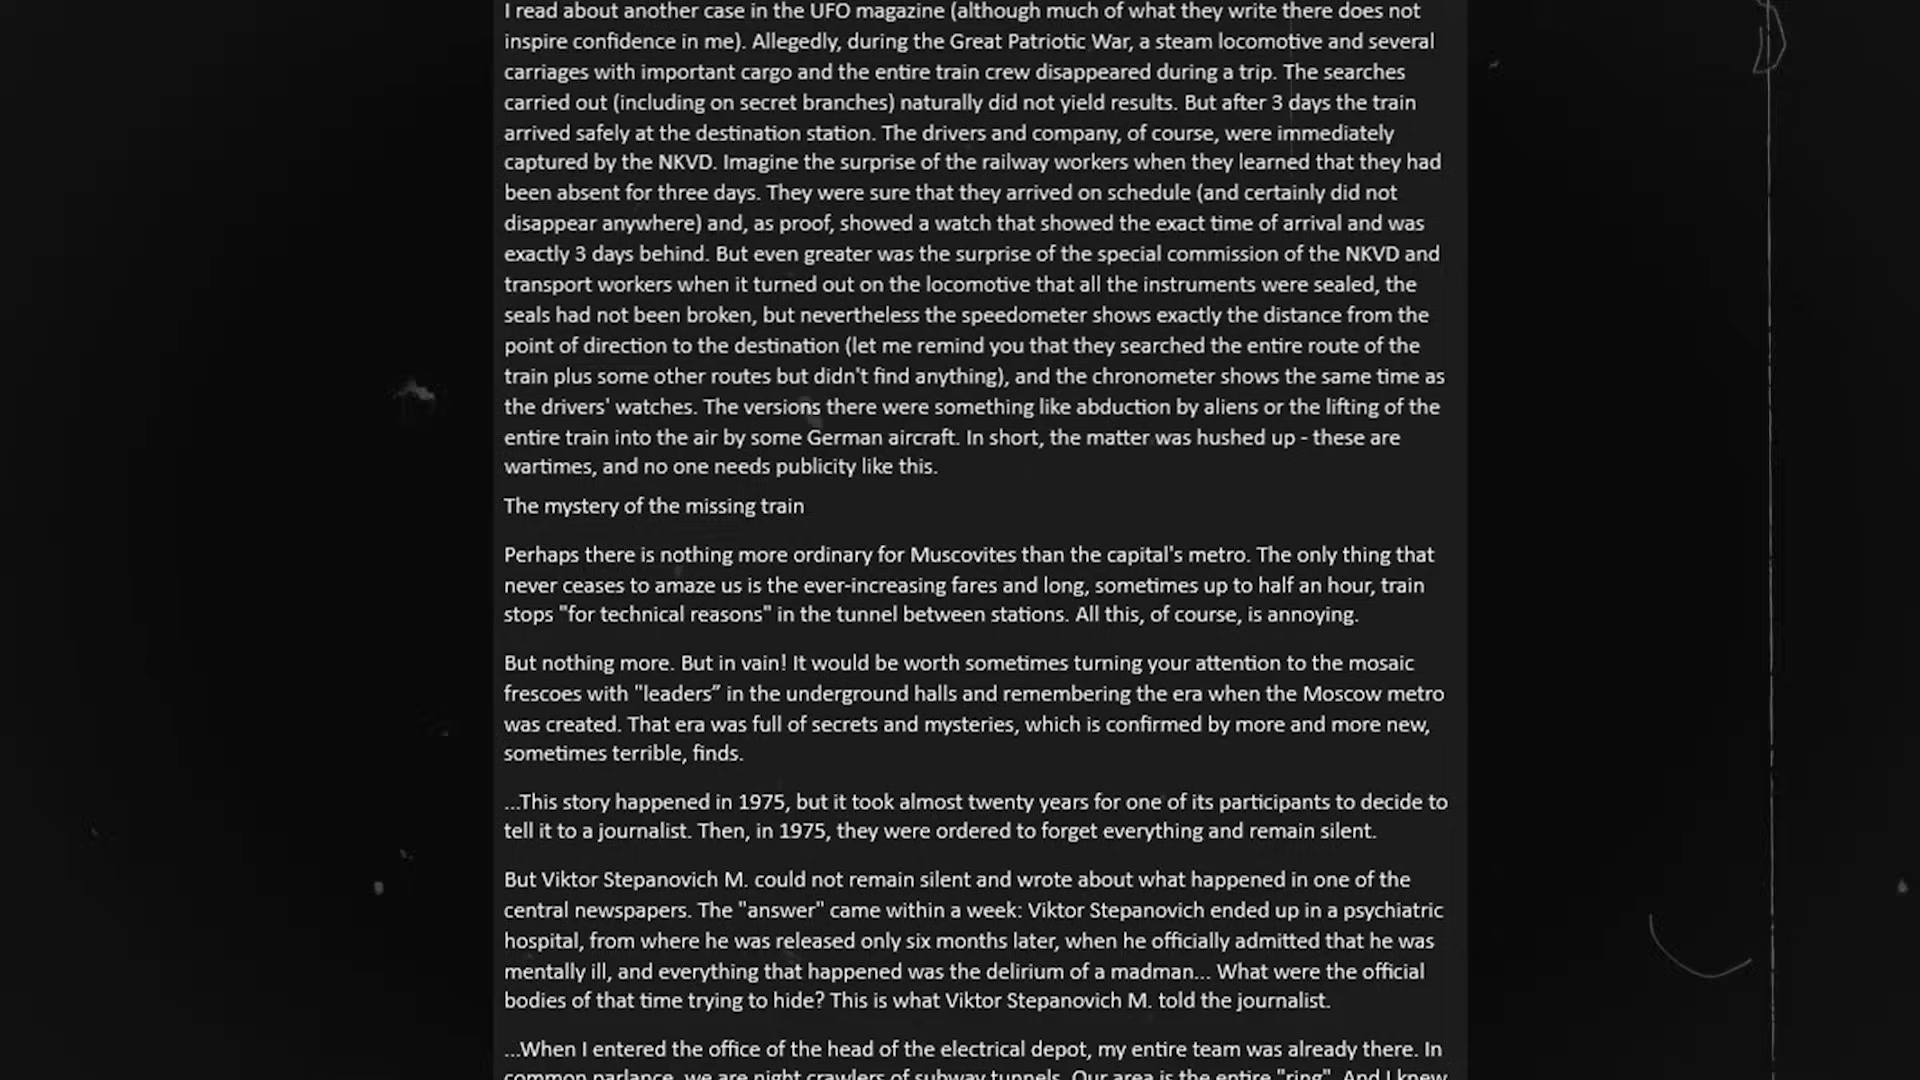 I read about another case in the UFO magazine (although much of what they write there does not
inspire confidence in me). Allegedly, during the Great Patriotic War, a steam locomotive and several
carriages with important cargo and the entire train crew disappeared during a trip. The searches
carried out (including on secret branches) naturally did not yield results. But after 3 days the train
arrived safely at the destination station. The drivers and company, of course, were immediately
captured by the NKVD. Imagine the surprise of the railway workers when they learned that they had
been absent for three days. They were sure that they arrived on schedule (and certainly did not
disappear anywhere) and, as proof, showed a watch that showed the exact time of arrival and was
exactly 3 days behind. But even greater was the surprise of the special commission of the NKVD and
transport workers when it turned out on the locomotive that all the instruments were sealed, the
seals had not been broken, but nevertheless the speedometer shows exactly the distance from the
point of direction to the destination (let me remind you that they searched the entire route of the
train plus some other routes but didn't find anything), and the chronometer shows the same time as
the drivers' watches. The versions there were something like abduction by aliens or the lifting of the
entire train into the air by some German aircraft. In short, the matter was hushed up - these are
wartimes, and no one needs publicity like this.
The mystery of the missing train
Perhaps there is nothing more ordinary for Muscovites than the capital's metro. The only thing that
never ceases to amaze us is the ever-increasing fares and long, sometimes up to half an hour, train
stops "for technical reasons" in the tunnel between stations. All this, of course, is annoying.
But nothing more. But in vain! It would be worth sometimes turning your attention to the mosaic
frescoes with "leaders” in the underground halls and remembering the era when the Moscow metro
was created. That era was full of secrets and mysteries, which is confirmed by more and more new,
sometimes terrible, finds.
...This story happened in 1975, but it took almost twenty years for one of its participants to decide to
tell it to a journalist. Then, in 1975, they were ordered to forget everything and remain silent.
But Viktor Stepanovich M. could not remain silent and wrote about what happened in one of the
central newspapers. The "answer" came within a week: Viktor Stepanovich ended up in a psychiatric
hospital, from where he was released only six months later, when he officially admitted that he was
mentally ill, and everything that happened was the delirium of a madman... What were the official
bodies of that time trying to hide? This is what Viktor Stepanovich M. told the journalist.
...When I entered the office of the head of the electrical depot, my entire team was already there. In
common parlance, we are night crawlers of subway tunnels. Our area is the entire "ring". And I knew